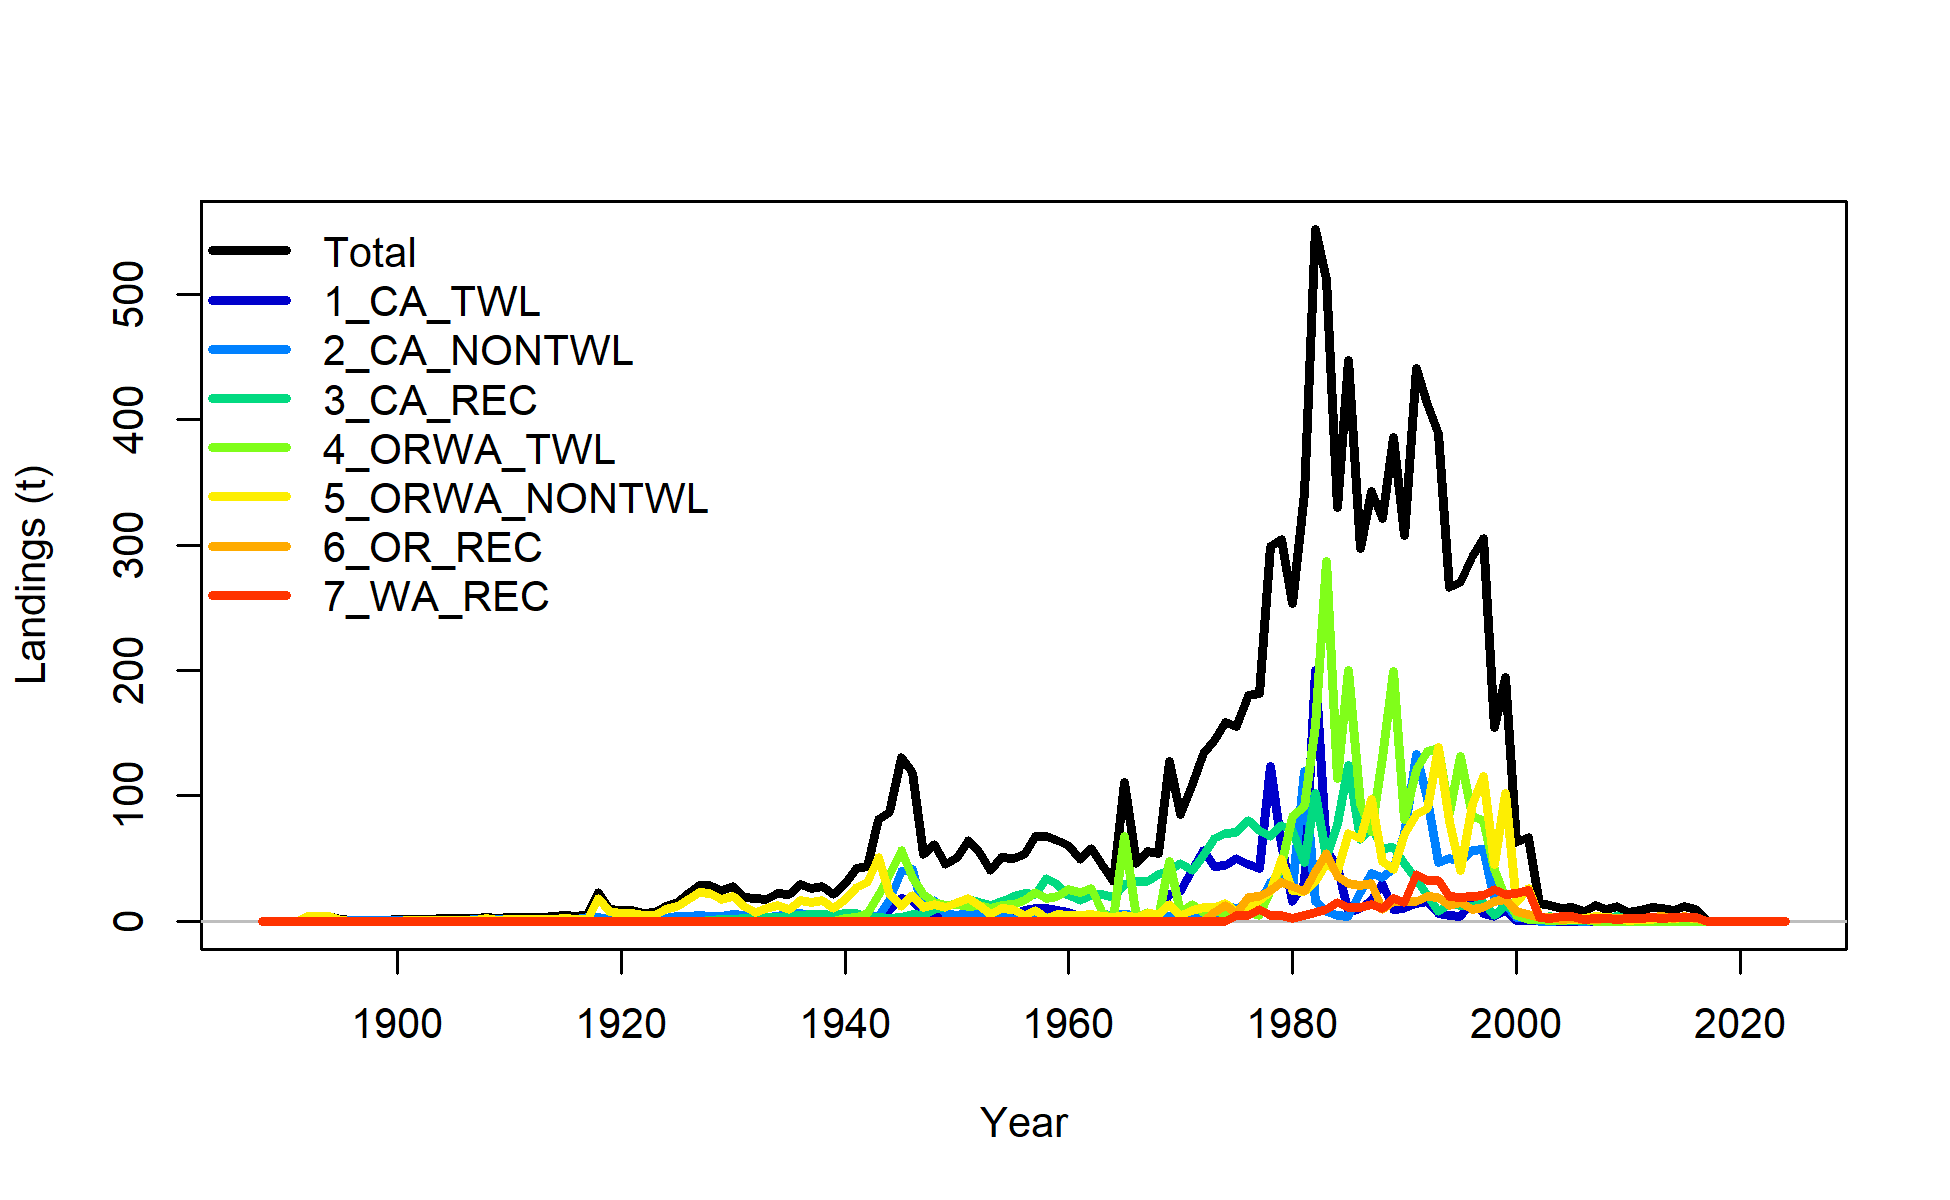 Total
1_CA_TWL
2_CA_NONTWL
3_CA_REC
4_ORWA_TWL
5_ORWA_NONTWL
6_OR_REC
7_WA_REC
Landings (t)
500
400
300
200
100
0
1900 1920 1940 1960 1980 2000 2020
Year